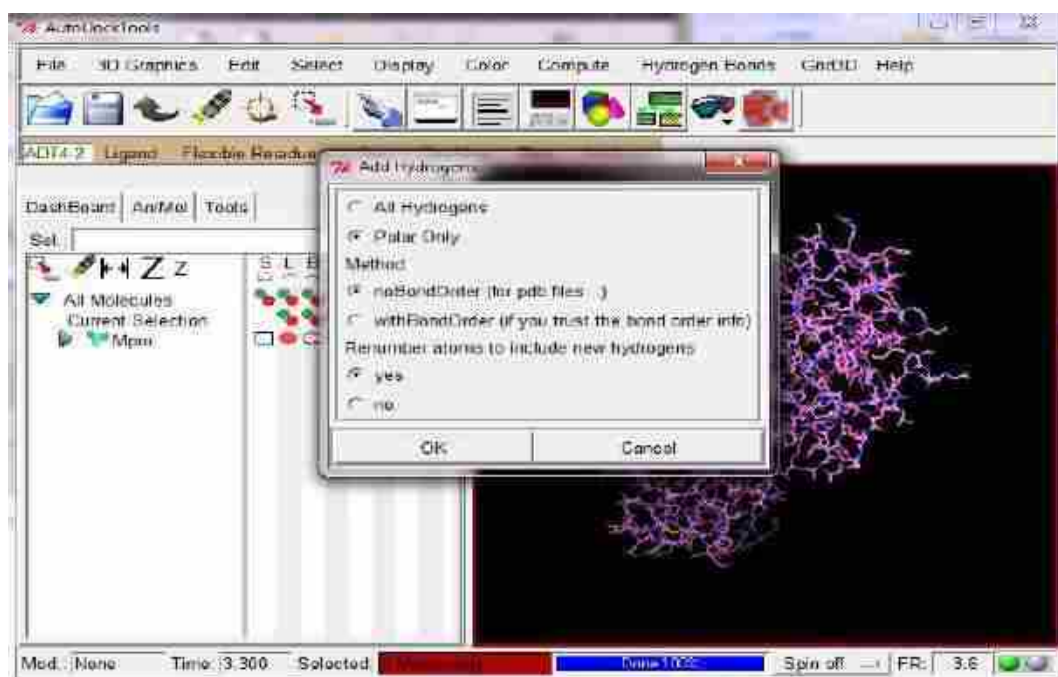 AutoDockTools
File 3D Graphics Edit Select Display Color Compute Hydrogen Bonds Grid3D Help
ADT4.2 Ligand Flexible Residues
Add Hydrogens
DashBoard An/Mol Tools
All Hydrogens
Sel.:
Polar Only
S L B
Method
noBondOrder (for pdb files...)
All Molecules
Current Selection
withBondOrder (if you trust the bond order info)
Mpro
Renumber atoms to include new hydrogens
yes
no
OK Cancel
Mod.: None Time: 3.300 Selected: Done 100% Spin off FR: 3.6